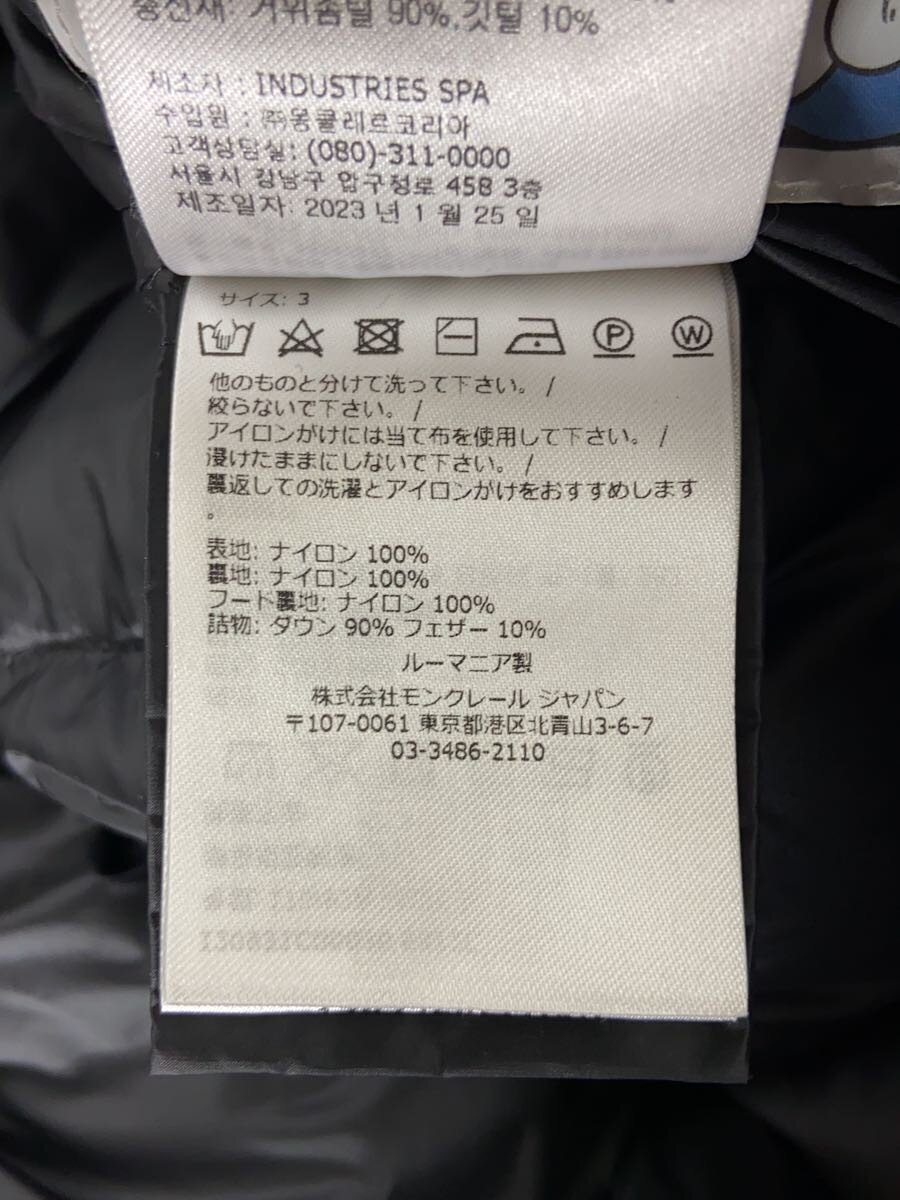 충전재: 거위솜털 90%, 깃털 10%
제조자 : INDUSTRIES SPA
수입원 : ㈜몽클레르코리아
고객상담실: (080)-311-0000
서울시 강남구 압구정로 458 3층
제조일자: 2023 년 1 월 25 일
サイズ: 3
P W
他のものと分けて洗って下さい。 /
絞らないで下さい。 /
アイロンがけには当て布を使用して下さい。 /
浸けたままにしないで下さい。 /
裏返しての洗濯とアイロンがけをおすすめします
。
表地: ナイロン 100%
裏地: ナイロン 100%
フード裏地: ナイロン 100%
詰物: ダウン 90% フェザー 10%
ルーマニア製
株式会社モンクレール ジャパン
〒107-0061 東京都港区北青山3-6-7
03-3486-2110